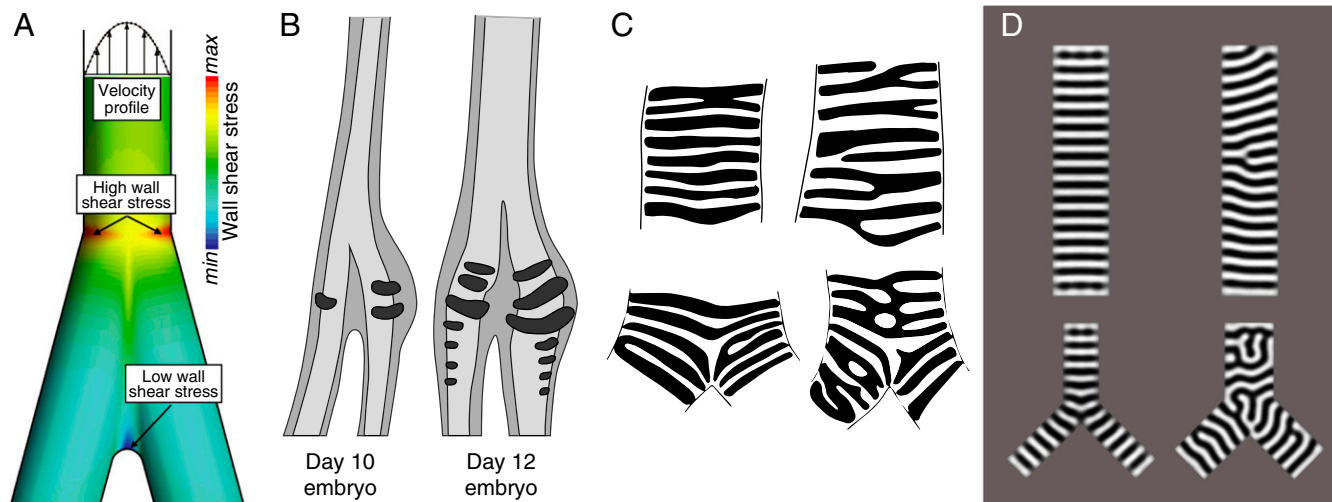 A
Velocity
profile
max
Wall shear stress
min
High wall
shear stress
Low wall
shear stress
B
Day 10
embryo
Day 12
embryo
C
D